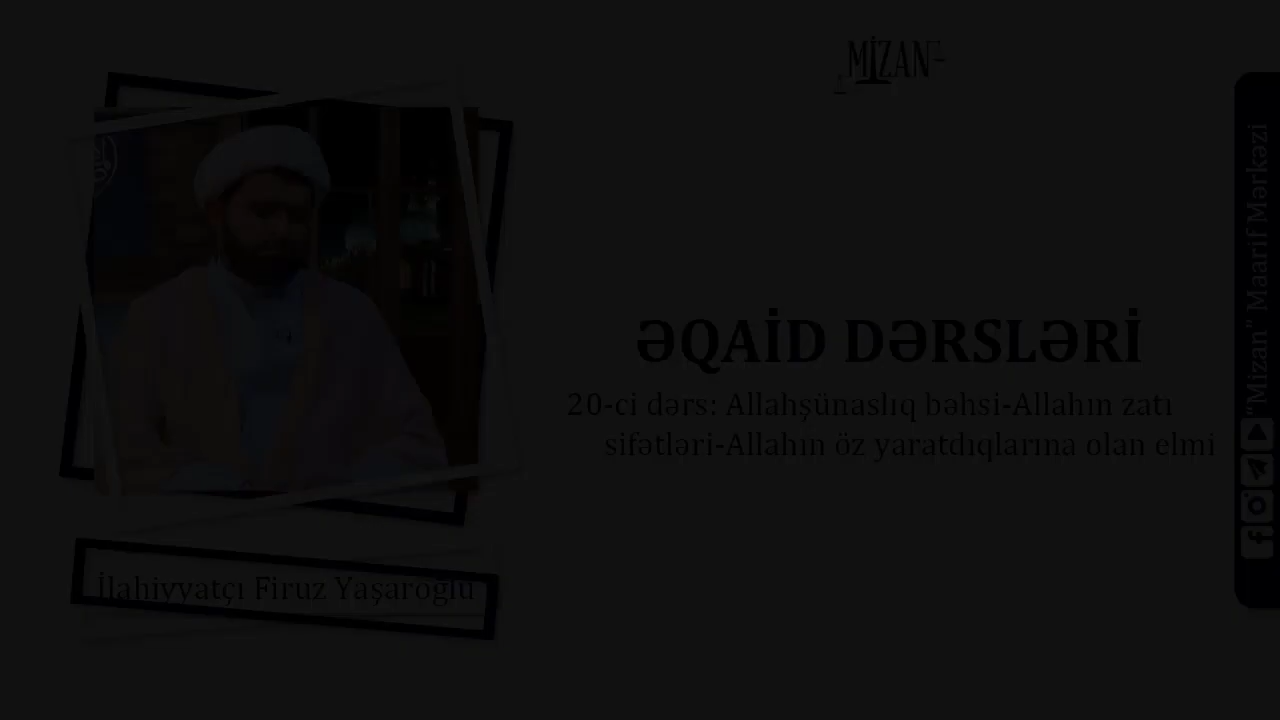 MİZAN
ƏQAİD DƏRSLƏRİ
20-ci dərs: Allahşünaslıq bəhsi-Allahın zatı
sifətləri-Allahın öz yaratdıqlarına olan elmi
İlahiyyatçı Firuz Yaşaroğlu
"Mizan" Maarif Mərkəzi